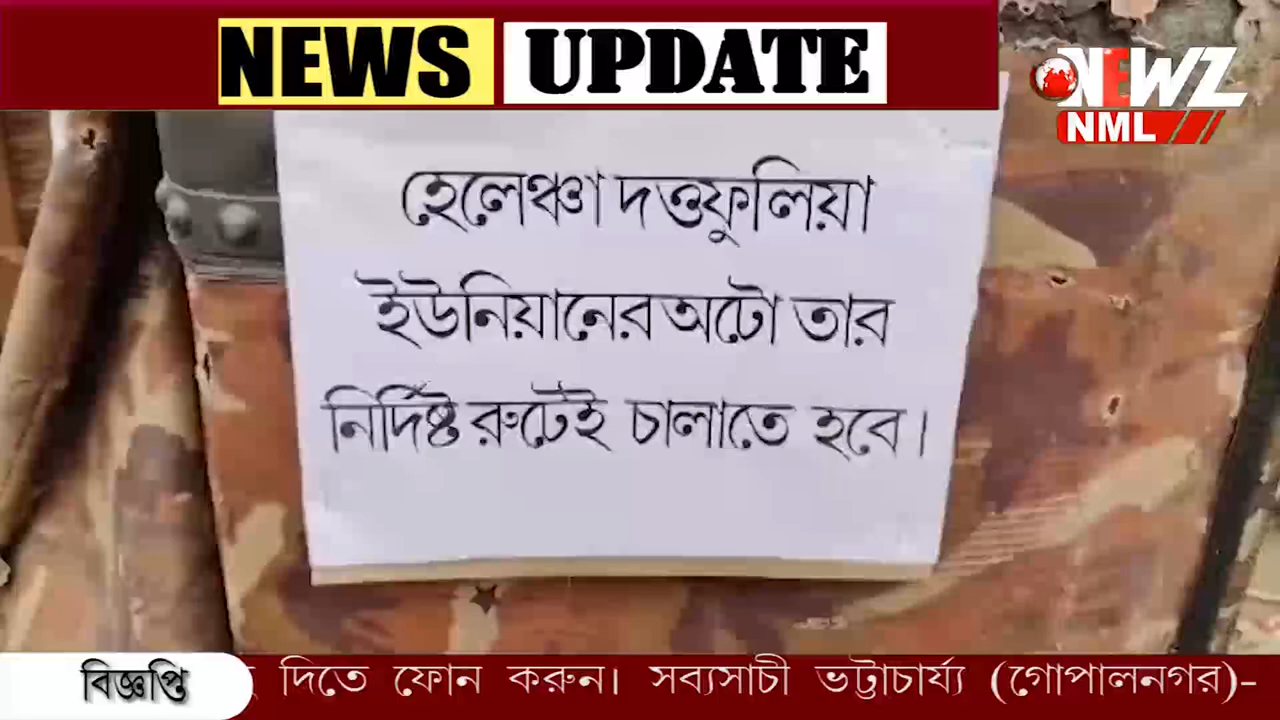 NEWS UPDATE
NEWZ
NML
হেলেঞ্চা দত্তফুলিয়া
ইউনিয়ানের অটো তার
নির্দিষ্ট রুটেই চালাতে হবে।
বিজ্ঞপ্তি
দিতে ফোন করুন। সব্যসাচী ভট্টাচার্য্য (গোপালনগর)-